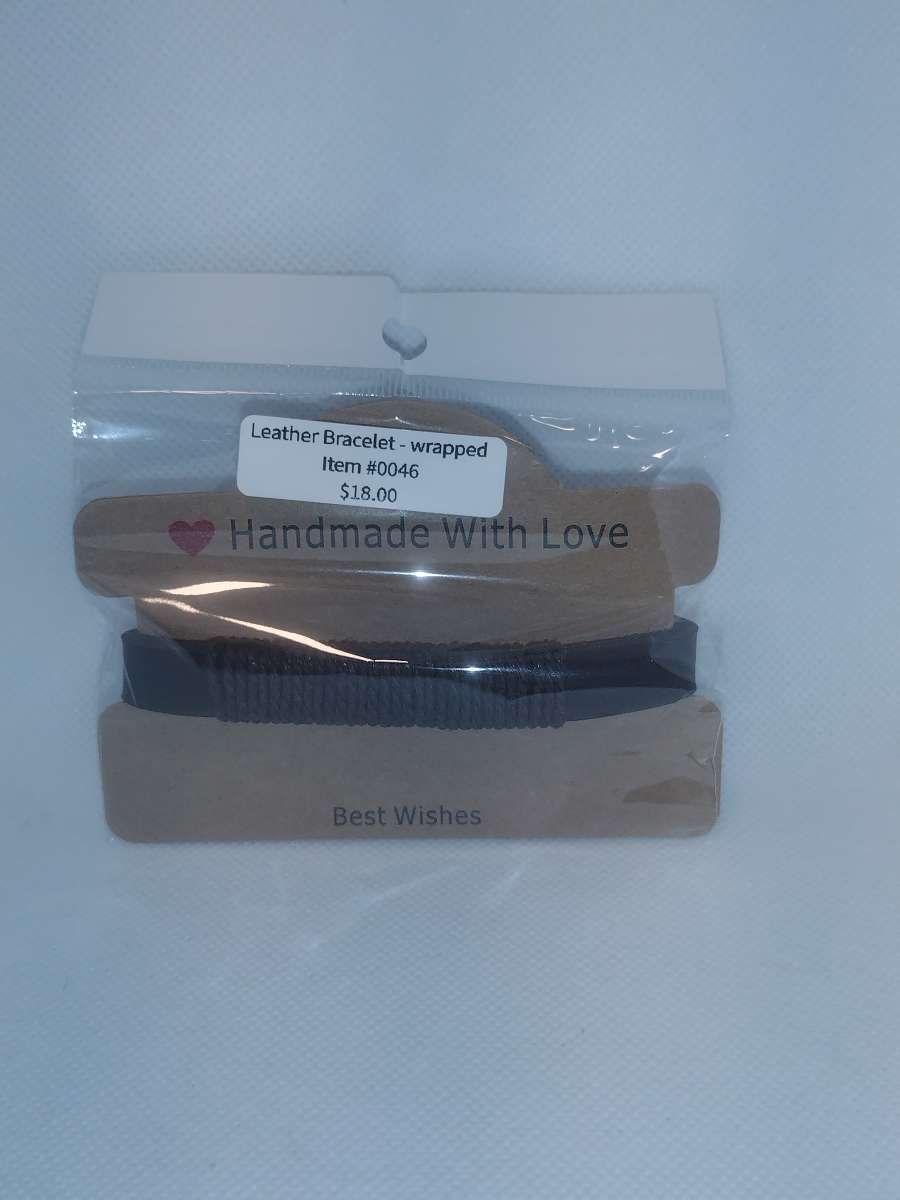 Leather Bracelet - wrapped
Item #0046
$18.00
Handmade With Love
Best Wishes